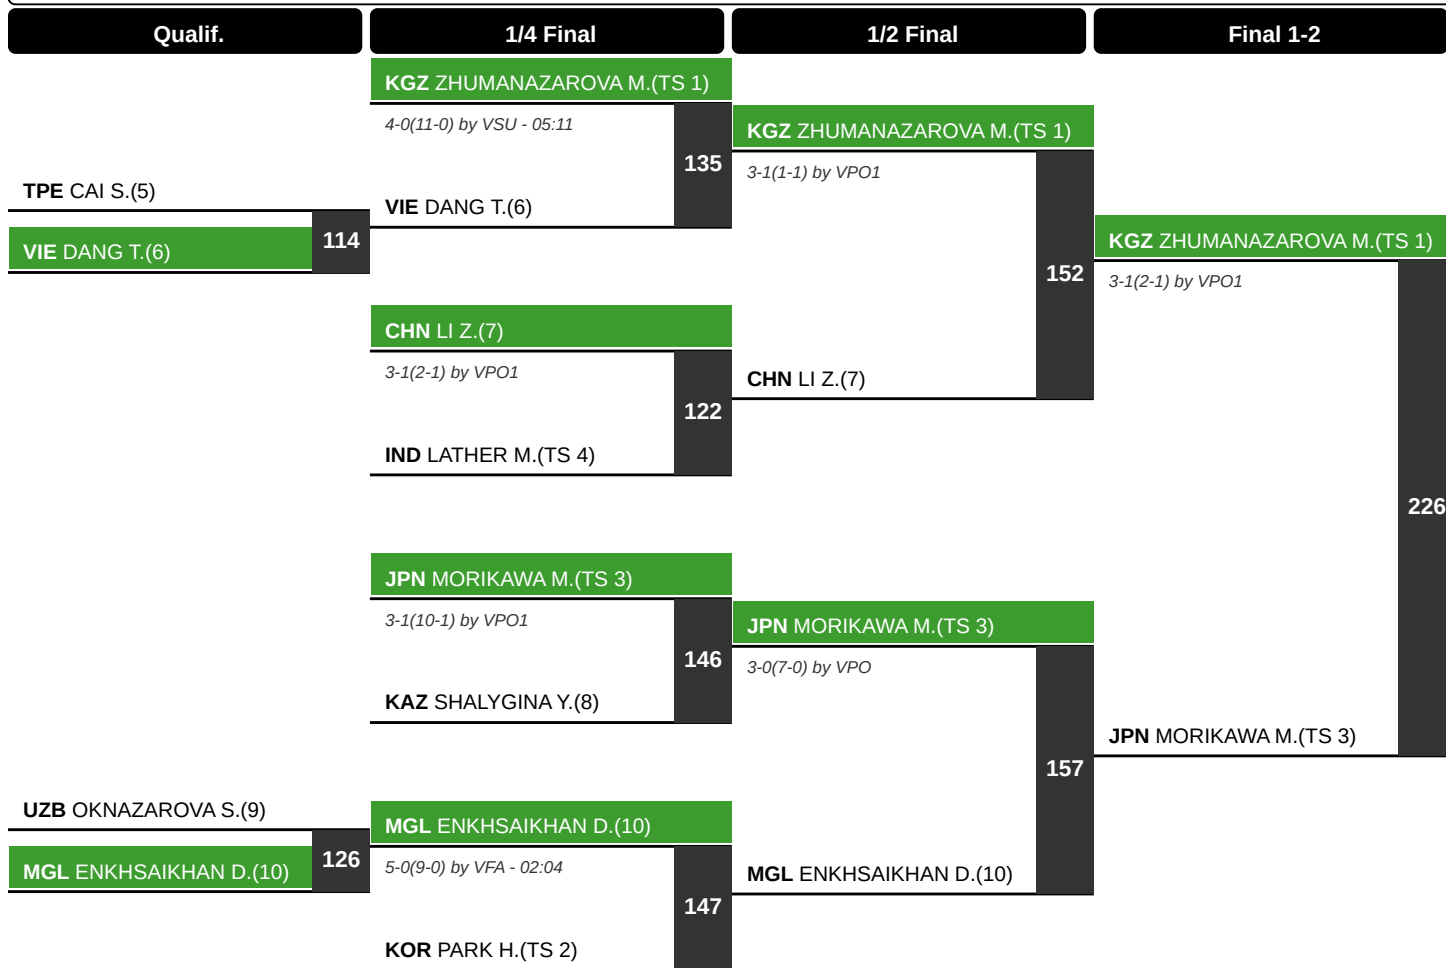 Qualif.
1/4 Final
1/2 Final
Final 1-2
KGZ ZHUMANAZAROVA M.(TS 1)
4-0(11-0) by VSU - 05:11
135
KGZ ZHUMANAZAROVA M.(TS 1)
3-1(1-1) by VPO1
TPE CAI S.(5)
VIE DANG T.(6)
114
VIE DANG T.(6)
KGZ ZHUMANAZAROVA M.(TS 1)
3-1(2-1) by VPO1
152
CHN LI Z.(7)
3-1(2-1) by VPO1
CHN LI Z.(7)
122
IND LATHER M.(TS 4)
226
JPN MORIKAWA M.(TS 3)
3-1(10-1) by VPO1
JPN MORIKAWA M.(TS 3)
146
3-0(7-0) by VPO
KAZ SHALYGINA Y.(8)
JPN MORIKAWA M.(TS 3)
157
UZB OKNAZAROVA S.(9)
MGL ENKHSAIKHAN D.(10)
126
MGL ENKHSAIKHAN D.(10)
5-0(9-0) by VFA - 02:04
MGL ENKHSAIKHAN D.(10)
147
KOR PARK H.(TS 2)